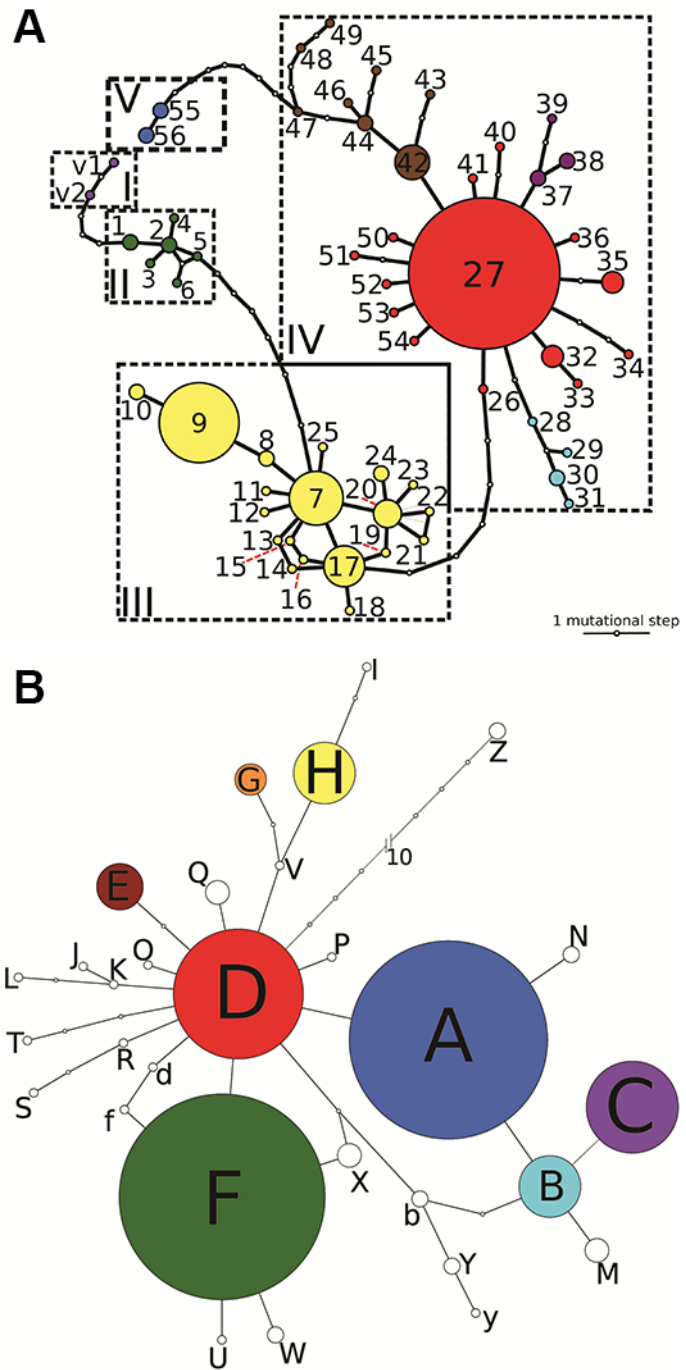 A
49
48
45
46
43
47
44
42
39
40
41
38
37
V
55
56
v1
v2
I
1
2
4
5
3
6
II
50
36
51
27
35
52
53
54
IV
32
34
33
26
28
29
30
31
10
9
8
25
24
23
11
7
20
22
12
13
19
21
15
14
17
16
18
III
1 mutational step
B
l
Z
G
H
10
V
E
Q
P
N
O
J
K
L
D
A
T
R
d
S
f
C
F
X
B
b
Y
M
y
U
W